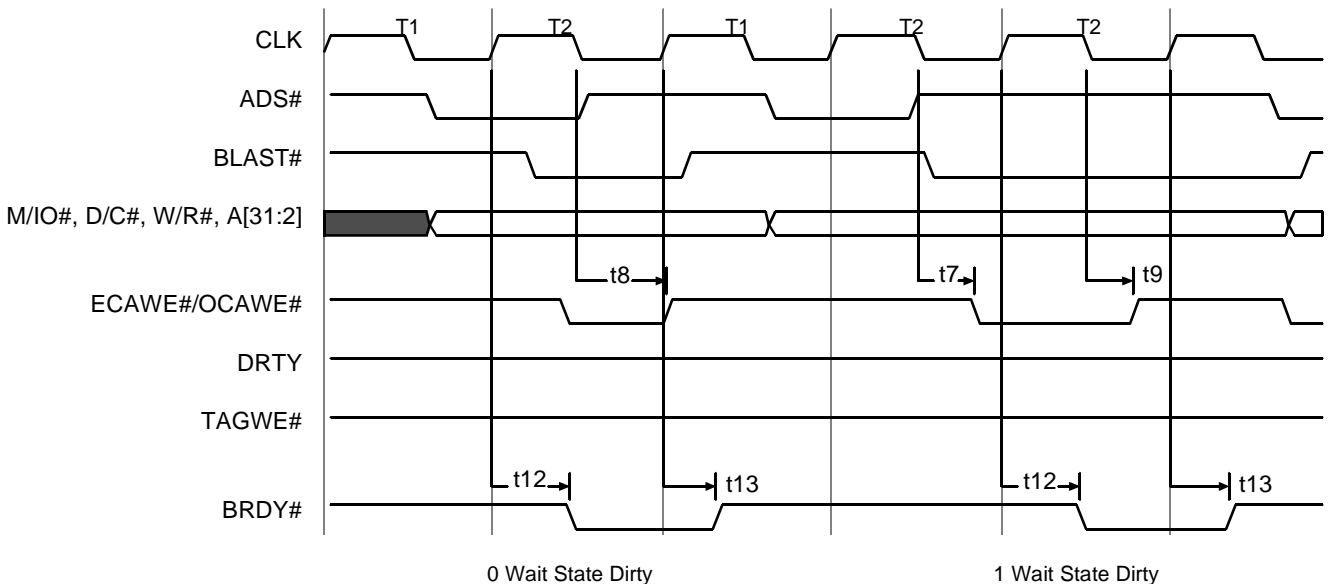 CLK T1 T2 T1 T2 T2
ADS#
BLAST#
M/IO#, D/C#, W/R#, A[31:2]
t8 t7 t9
ECAWE#/OCAWE#
DRTY
TAGWE#
t12 t13 t12 t13
BRDY#
0 Wait State Dirty 1 Wait State Dirty